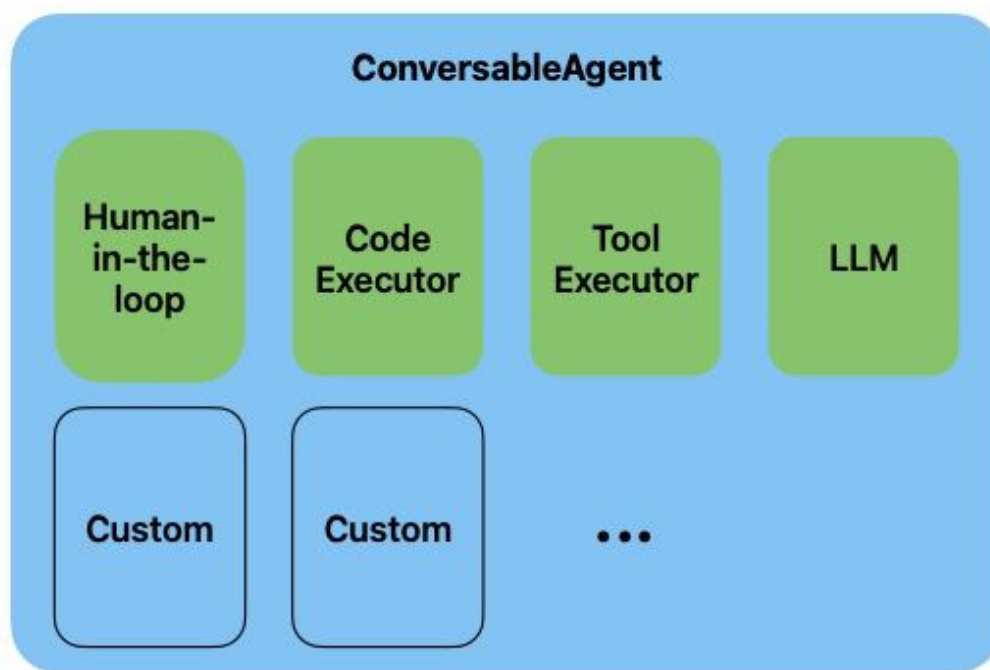 ConversableAgent
Human-
in-the-
loop
Code
Executor
Tool
Executor
LLM
Custom
Custom
...